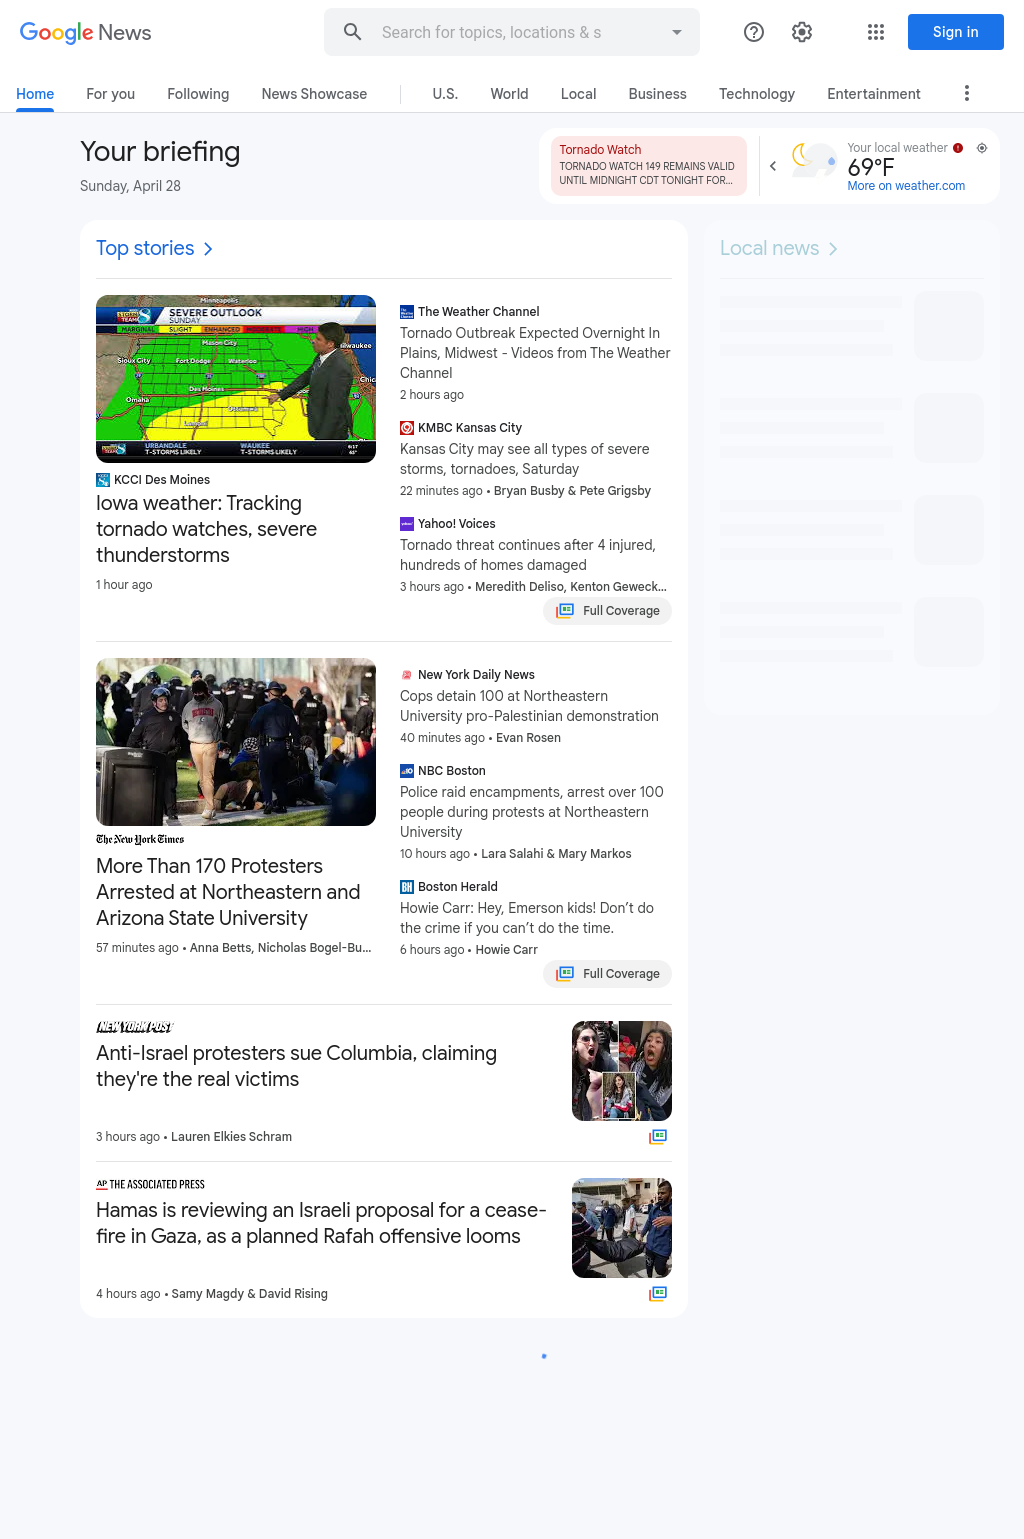 Google News
Search for topics, locations & s
Sign in
Home
For you
Following
News Showcase
U.S.
World
Local
Business
Technology
Entertainment
Your briefing
Sunday, April 28
Tornado Watch
TORNADO WATCH 149 REMAINS VALID
UNTIL MIDNIGHT CDT TONIGHT FOR...
Your local weather
69°F
More on weather.com
Top stories
Minneapolis
STORM TEAM 8
SEVERE OUTLOOK
SUNDAY
MARGINAL SLIGHT ENHANCED MODERATE HIGH
Mason City
Milwaukee
Sioux City
Fort Dodge
Waterloo
Des Moines
Omaha
URBANDALE
T-STORMS LIKELY
WAUKEE
T-STORMS LIKELY
KCCI Des Moines
Iowa weather: Tracking
tornado watches, severe
thunderstorms
1 hour ago
The Weather Channel
Tornado Outbreak Expected Overnight In
Plains, Midwest - Videos from The Weather
Channel
2 hours ago
KMBC Kansas City
Kansas City may see all types of severe
storms, tornadoes, Saturday
22 minutes ago • Bryan Busby & Pete Grigsby
Yahoo! Voices
Tornado threat continues after 4 injured,
hundreds of homes damaged
3 hours ago • Meredith Deliso, Kenton Geweck...
Full Coverage
The New York Times
More Than 170 Protesters
Arrested at Northeastern and
Arizona State University
57 minutes ago • Anna Betts, Nicholas Bogel-Bu...
New York Daily News
Cops detain 100 at Northeastern
University pro-Palestinian demonstration
40 minutes ago • Evan Rosen
NBC Boston
Police raid encampments, arrest over 100
people during protests at Northeastern
University
10 hours ago • Lara Salahi & Mary Markos
BH Boston Herald
Howie Carr: Hey, Emerson kids! Don’t do
the crime if you can’t do the time.
6 hours ago • Howie Carr
Full Coverage
NEW YORK POST
Anti-Israel protesters sue Columbia, claiming
they're the real victims
3 hours ago • Lauren Elkies Schram
AP THE ASSOCIATED PRESS
Hamas is reviewing an Israeli proposal for a cease-
fire in Gaza, as a planned Rafah offensive looms
4 hours ago • Samy Magdy & David Rising
Local news